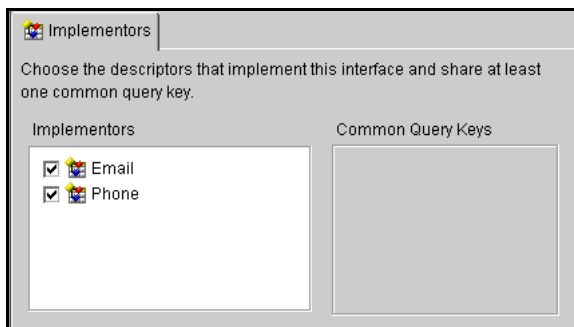 Implementors
Choose the descriptors that implement this interface and share at least
one common query key.
Implementors
Common Query Keys
Email
Phone